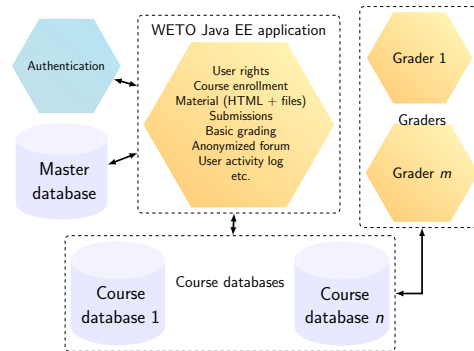 WETO Java EE application
Authentication
User rights
Course enrollment
Material (HTML + files)
Submissions
Basic grading
Anonymized forum
User activity log
etc.
Master
database
Grader 1
Graders
Grader m
Course databases
Course
database 1
Course
database n